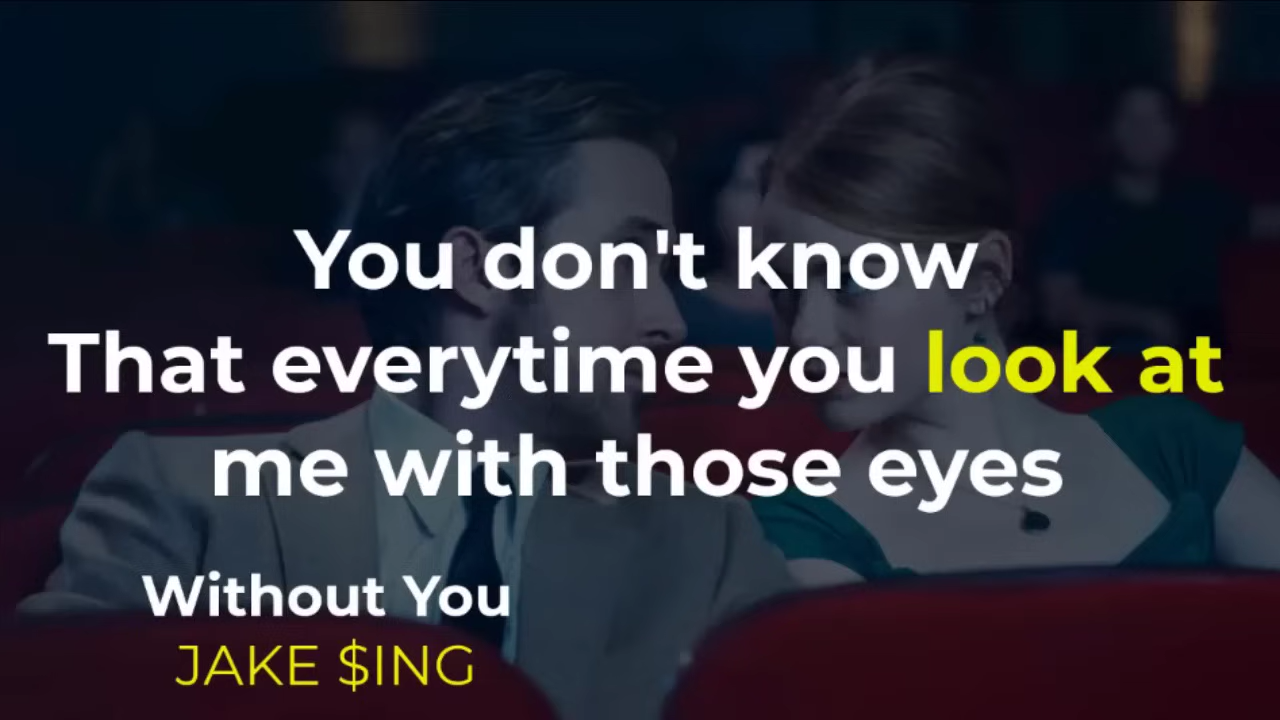 You don't know
That everytime you look at
me with those eyes
Without You
JAKE $ING